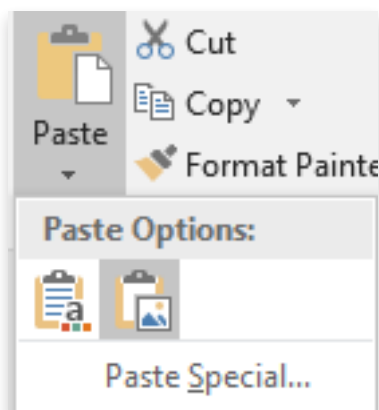 Cut
Copy
Paste
Format Painte
Paste Options:
a
Paste Special...